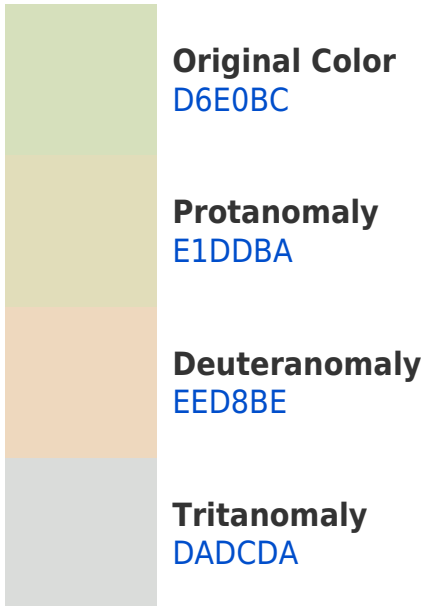 Original Color
D6E0BC
Protanomaly
E1DDBA
Deuteranomaly
EED8BE
Tritanomaly
DADCDA